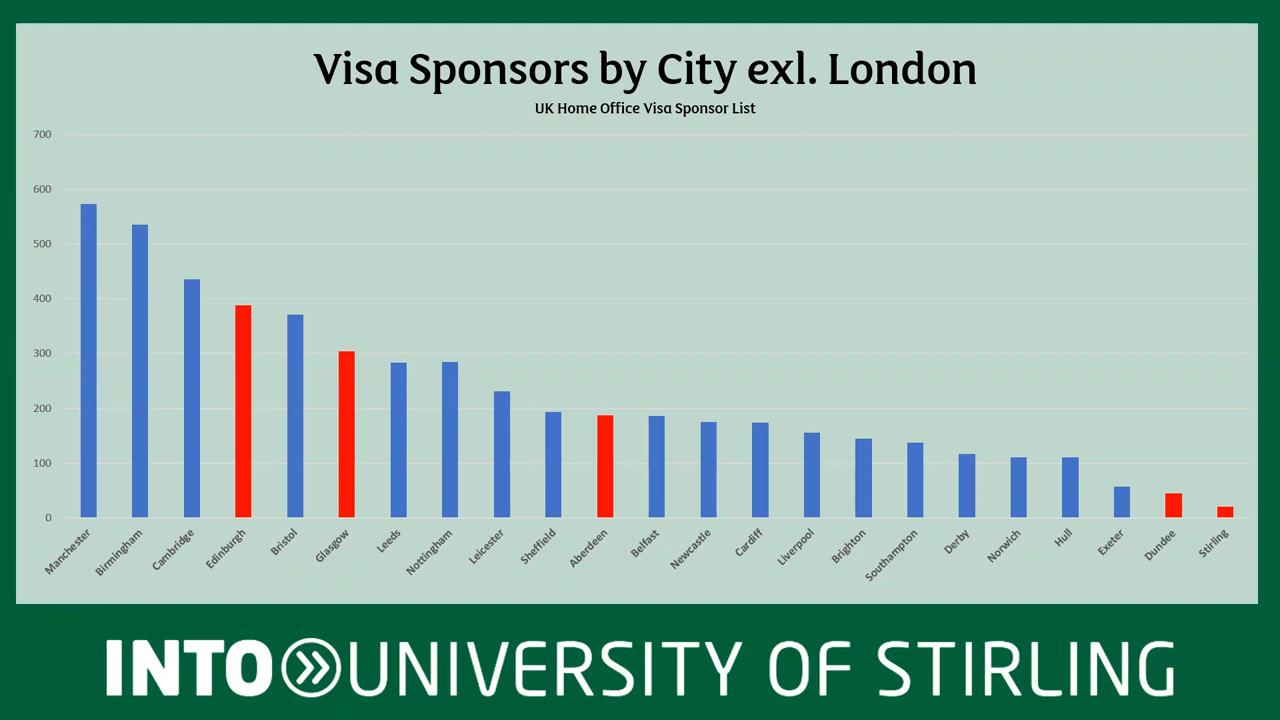 Visa Sponsors by City exl. London
UK Home Office Visa Sponsor List
700
600
500
400
300
200
100
0
Manchester
Birmingham
Cambridge
Edinburgh
Bristol
Glasgow
Leeds
Nottingham
Leicester
Sheffield
Aberdeen
Belfast
Newcastle
Cardiff
Liverpool
Brighton
Southampton
Derby
Norwich
Hull
Exeter
Dundee
Stirling
INTO UNIVERSITY OF STIRLING